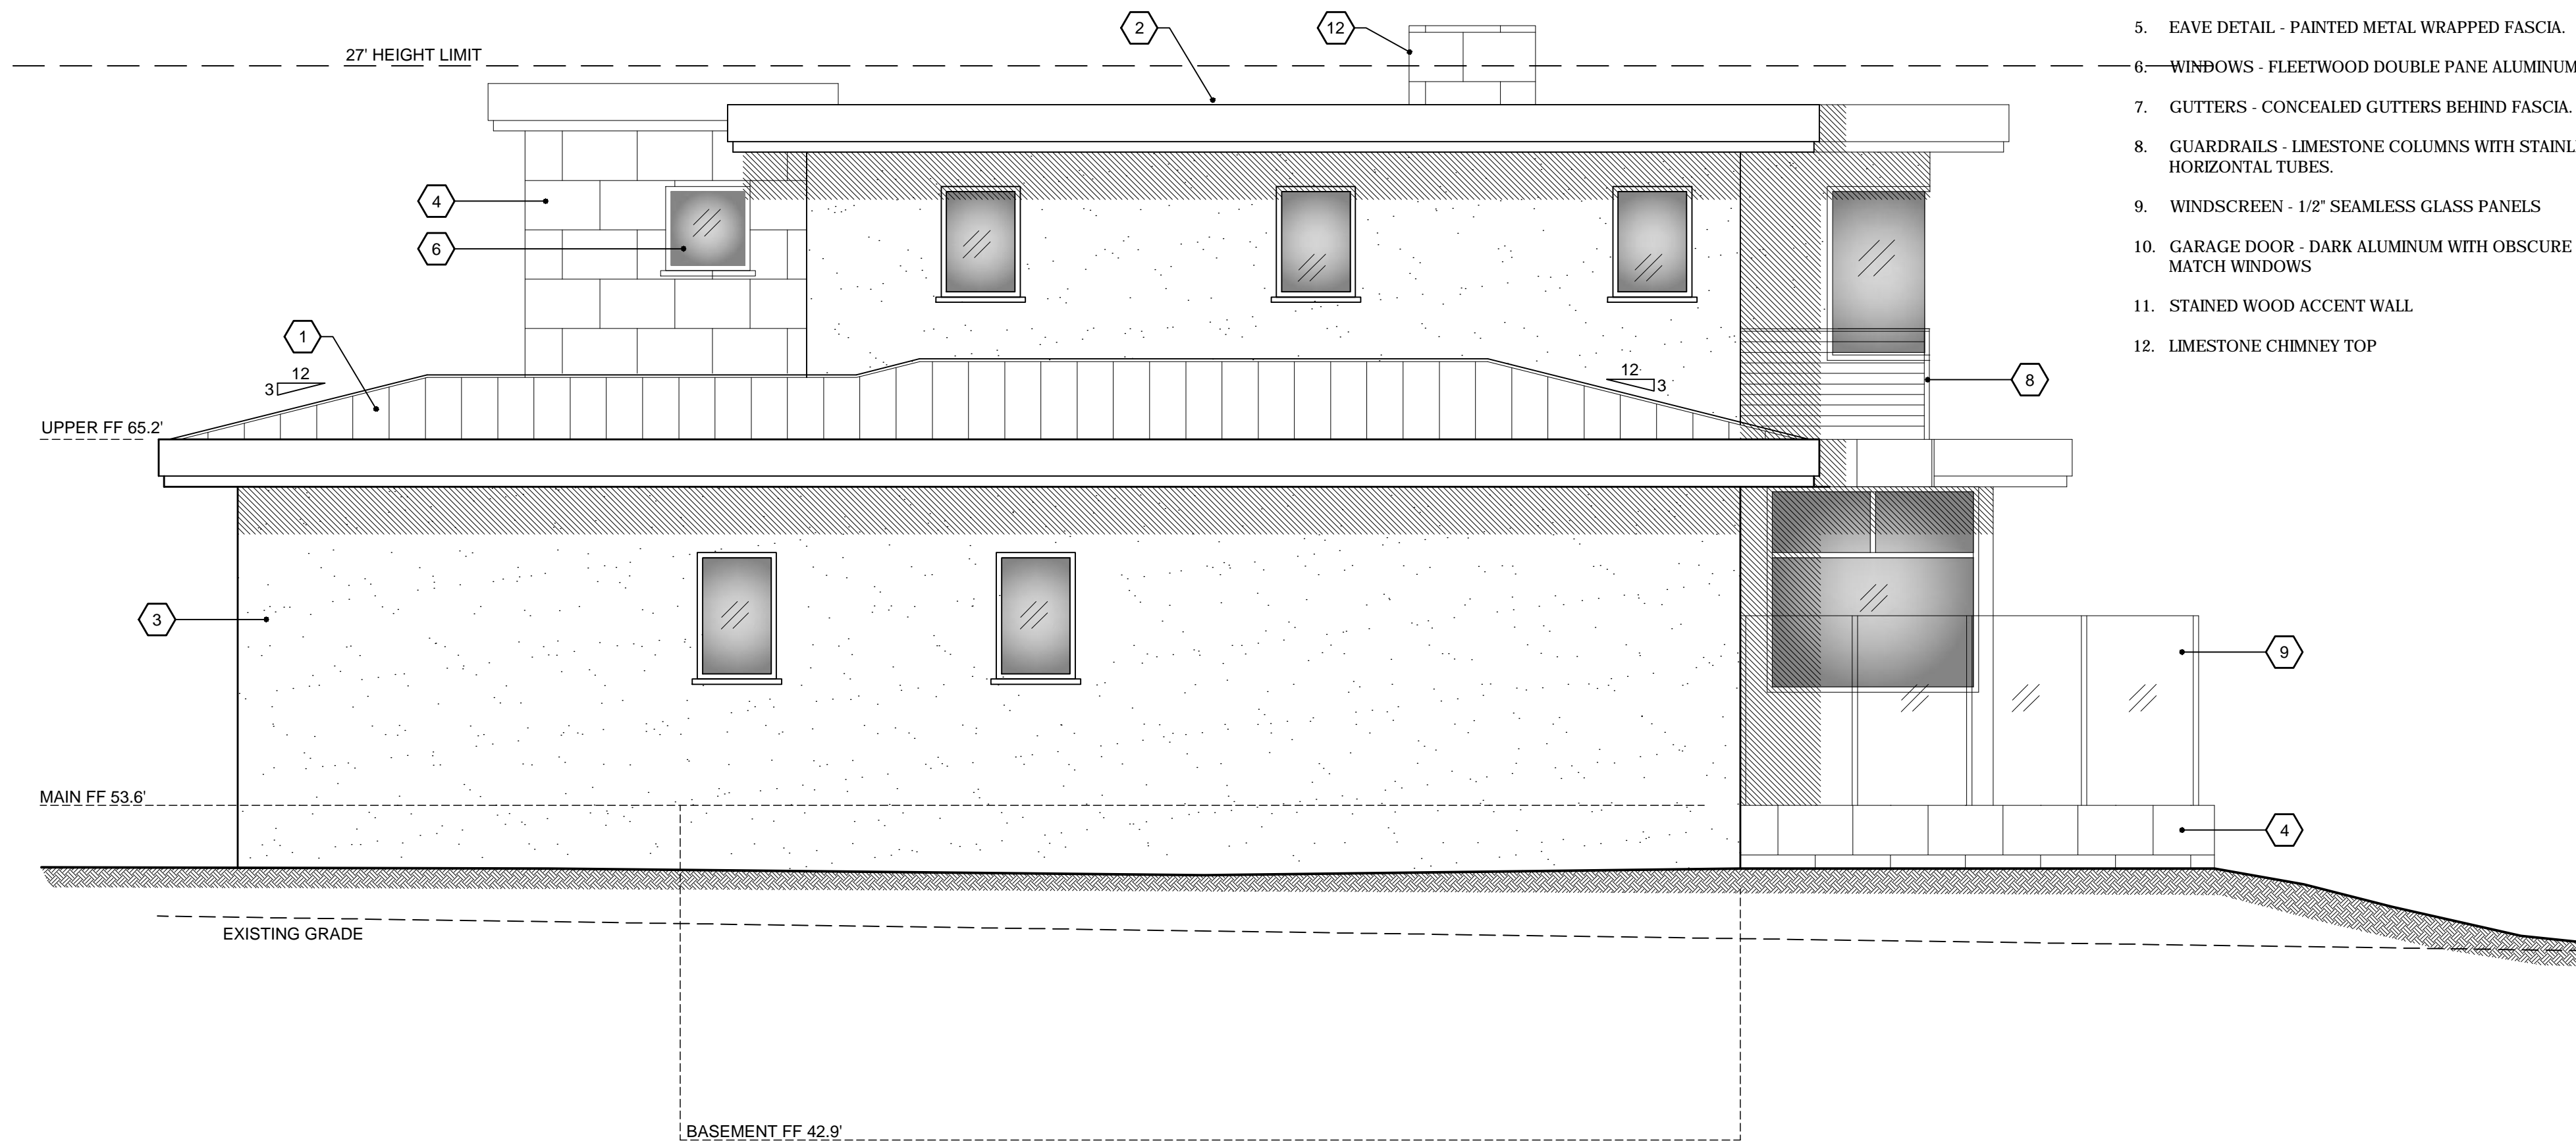 27' HEIGHT LIMIT
2
12
4
6
1
12
3
12
3
8
UPPER FF 65.2'
3
9
MAIN FF 53.6'
4
EXISTING GRADE
BASEMENT FF 42.9'
5. EAVE DETAIL - PAINTED METAL WRAPPED FASCIA.
6. WINDOWS - FLEETWOOD DOUBLE PANE ALUMINUM
7. GUTTERS - CONCEALED GUTTERS BEHIND FASCIA.
8. GUARDRAILS - LIMESTONE COLUMNS WITH STAINL
HORIZONTAL TUBES.
9. WINDSCREEN - 1/2" SEAMLESS GLASS PANELS
10. GARAGE DOOR - DARK ALUMINUM WITH OBSCURE
MATCH WINDOWS
11. STAINED WOOD ACCENT WALL
12. LIMESTONE CHIMNEY TOP